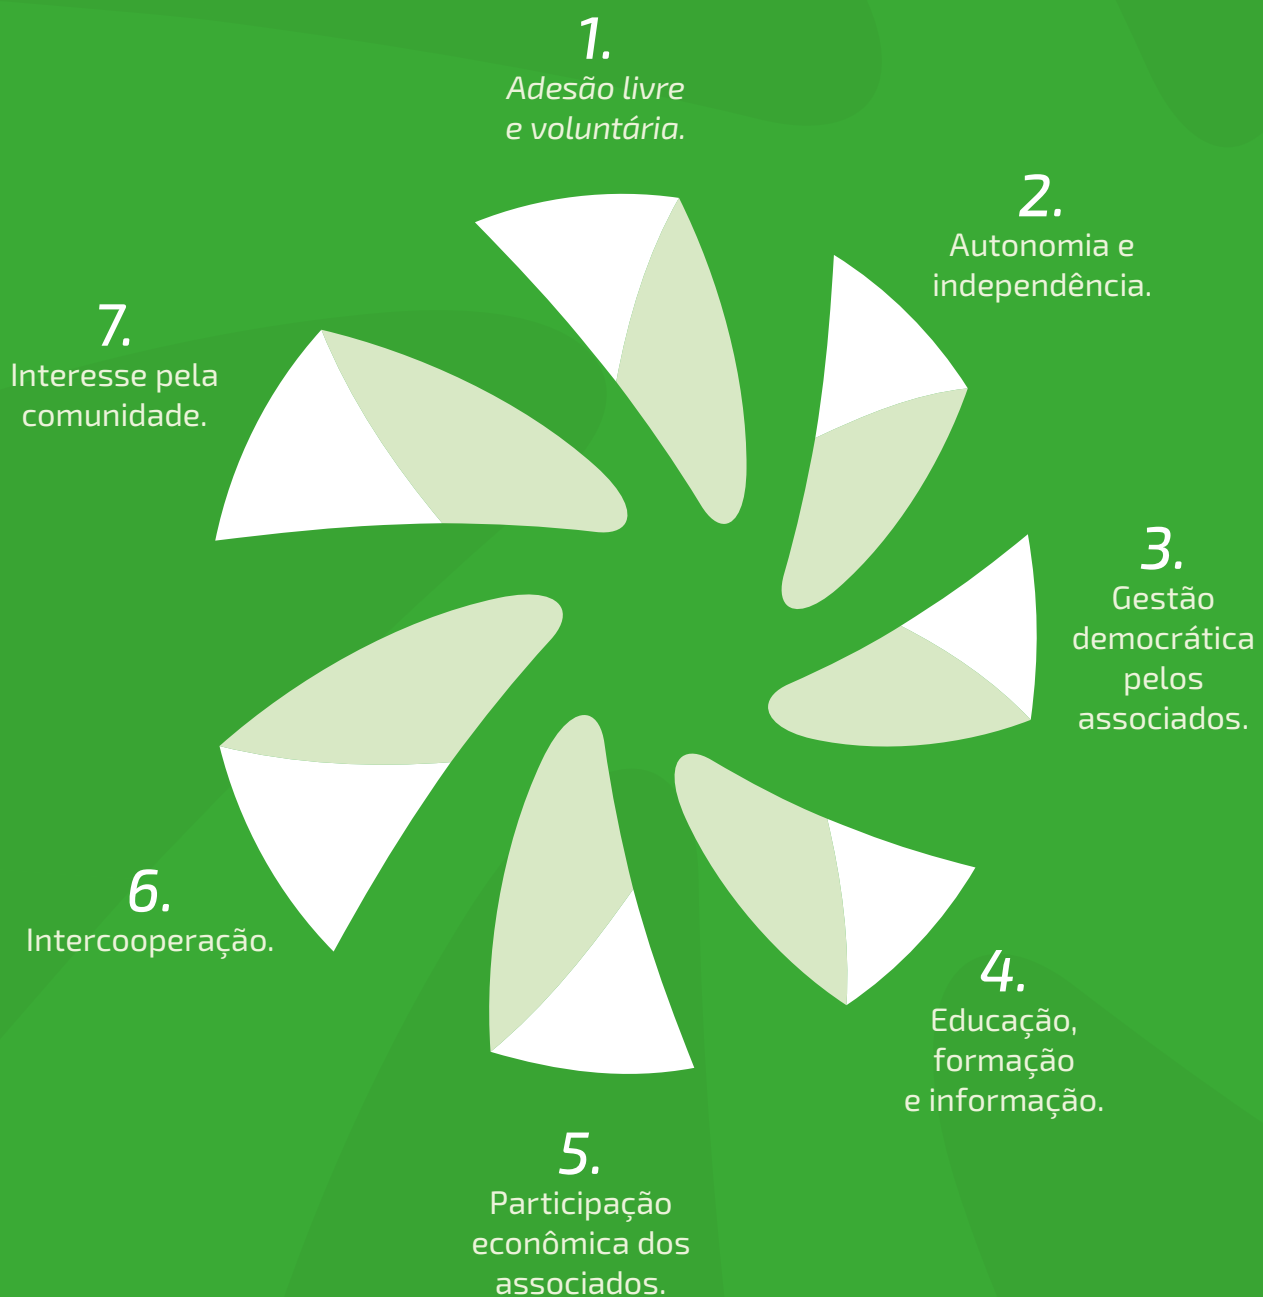 1.
Adesão livre
e voluntária.
2.
Autonomia e
independência.
3.
Gestão
democrática
pelos
associados.
4.
Educação,
formação
e informação.
5.
Participação
econômica dos
associados.
6.
Intercooperação.
7.
Interesse pela
comunidade.